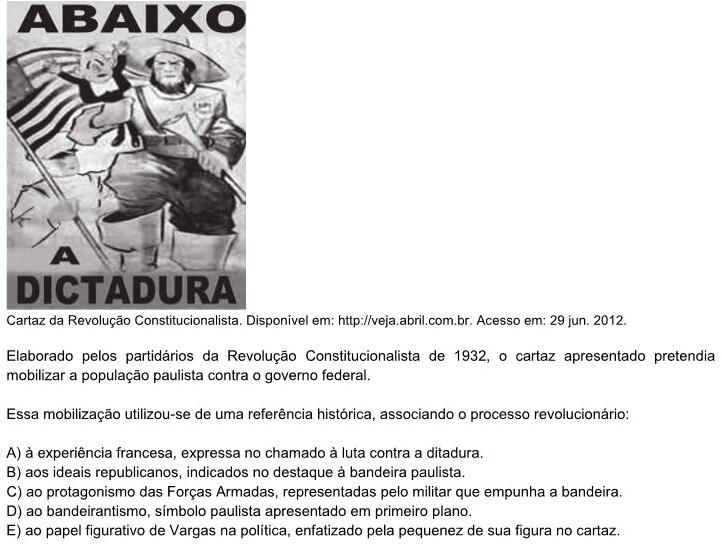 ABAIXO
A
DICTADURA
Cartaz da Revolução Constitucionalista. Disponível em: http://veja.abril.com.br. Acesso em: 29 jun. 2012.
Elaborado pelos partidários da Revolução Constitucionalista de 1932, o cartaz apresentado pretendia
mobilizar a população paulista contra o governo federal.
Essa mobilização utilizou-se de uma referência histórica, associando o processo revolucionário:
A) à experiência francesa, expressa no chamado à luta contra a ditadura.
B) aos ideais republicanos, indicados no destaque à bandeira paulista.
C) ao protagonismo das Forças Armadas, representadas pelo militar que empunha a bandeira.
D) ao bandeirantismo, símbolo paulista apresentado em primeiro plano.
E) ao papel figurativo de Vargas na política, enfatizado pela pequenez de sua figura no cartaz.